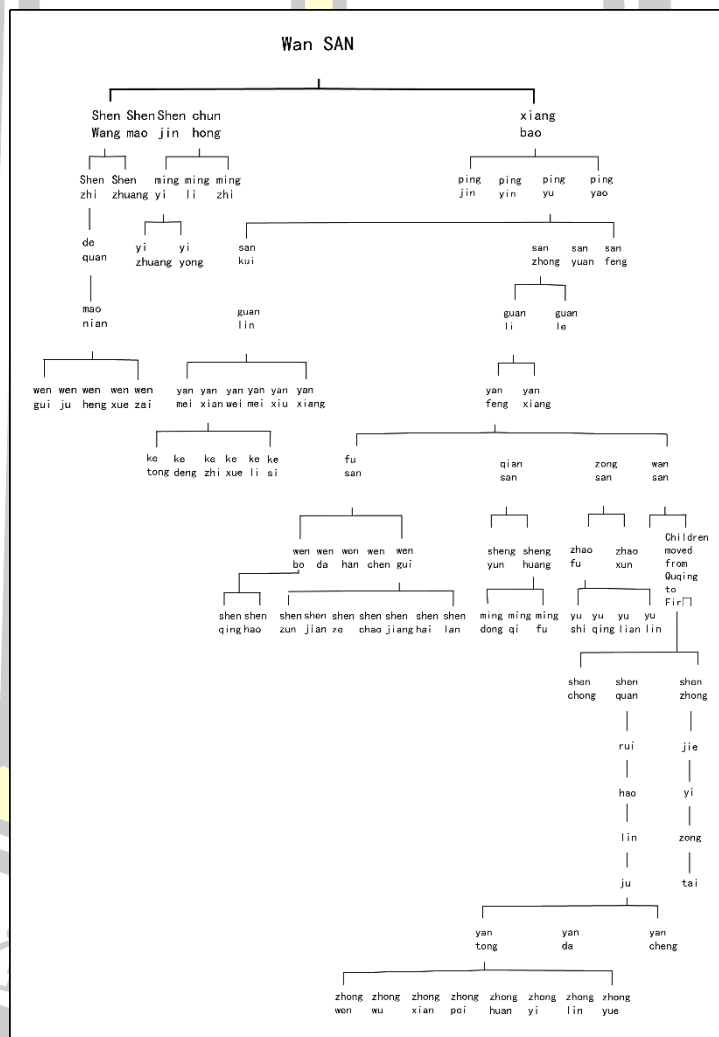 Wan SAN
Shen Shen Shen chun
Wang mao jin hong
xiang
bao
Shen Shen ming ming ming
zhi zhuang yi li zhi
ping ping ping ping
jin yin yu yao
de
quan
yi yi
zhuang yong
san
kui
san san san
zhong yuan feng
mao
nian
guan
lin
guan guan
li le
wen wen wen wen wen
gui ju heng xue zai
yan yan yan yan yan yan
mei xian wei mei xiu xiang
yan yan
feng xiang
ke ke ke ke ke ke
tong deng zhi xue li si
fu
san
qian
san
zong
san
wan
san
wen wen wen wen wen
bo da han chen gui
sheng sheng
yun huang
zhao zhao
fu xun
Children
moved
from
Quqing
to
Fir□
shen shen
qing hao
shen shen shen shen shen shen shen
zun jian ze chao jiang hai lan
ming ming ming
dong qi fu
yu yu yu yu
shi qing lian lin
shen shen shen
chong quan zhong
rui jie
hao yi
lin zong
ju tai
yan yan yan
tong da cheng
zhong zhong zhong zhong zhong zhong zhong zhong
wen wu xian pei huan yi lin yue